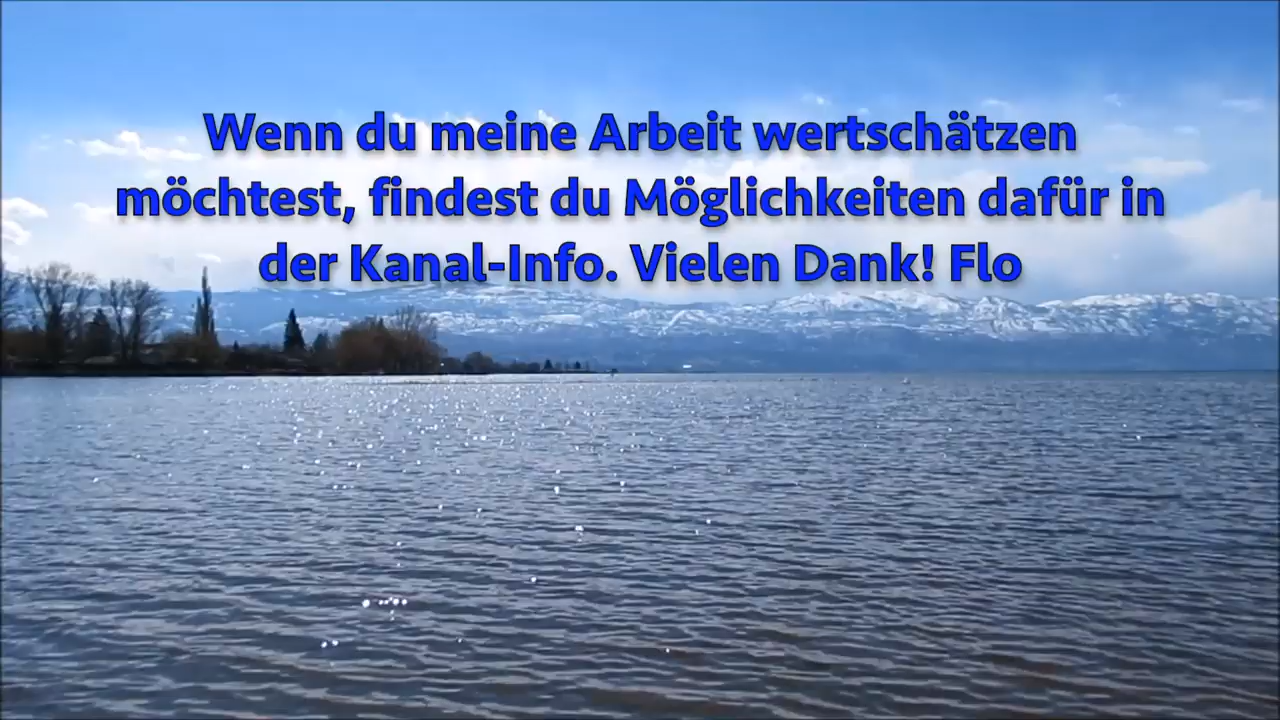 Wenn du meine Arbeit wertschätzen
möchtest, findest du Möglichkeiten dafür in
der Kanal-Info. Vielen Dank! Flo